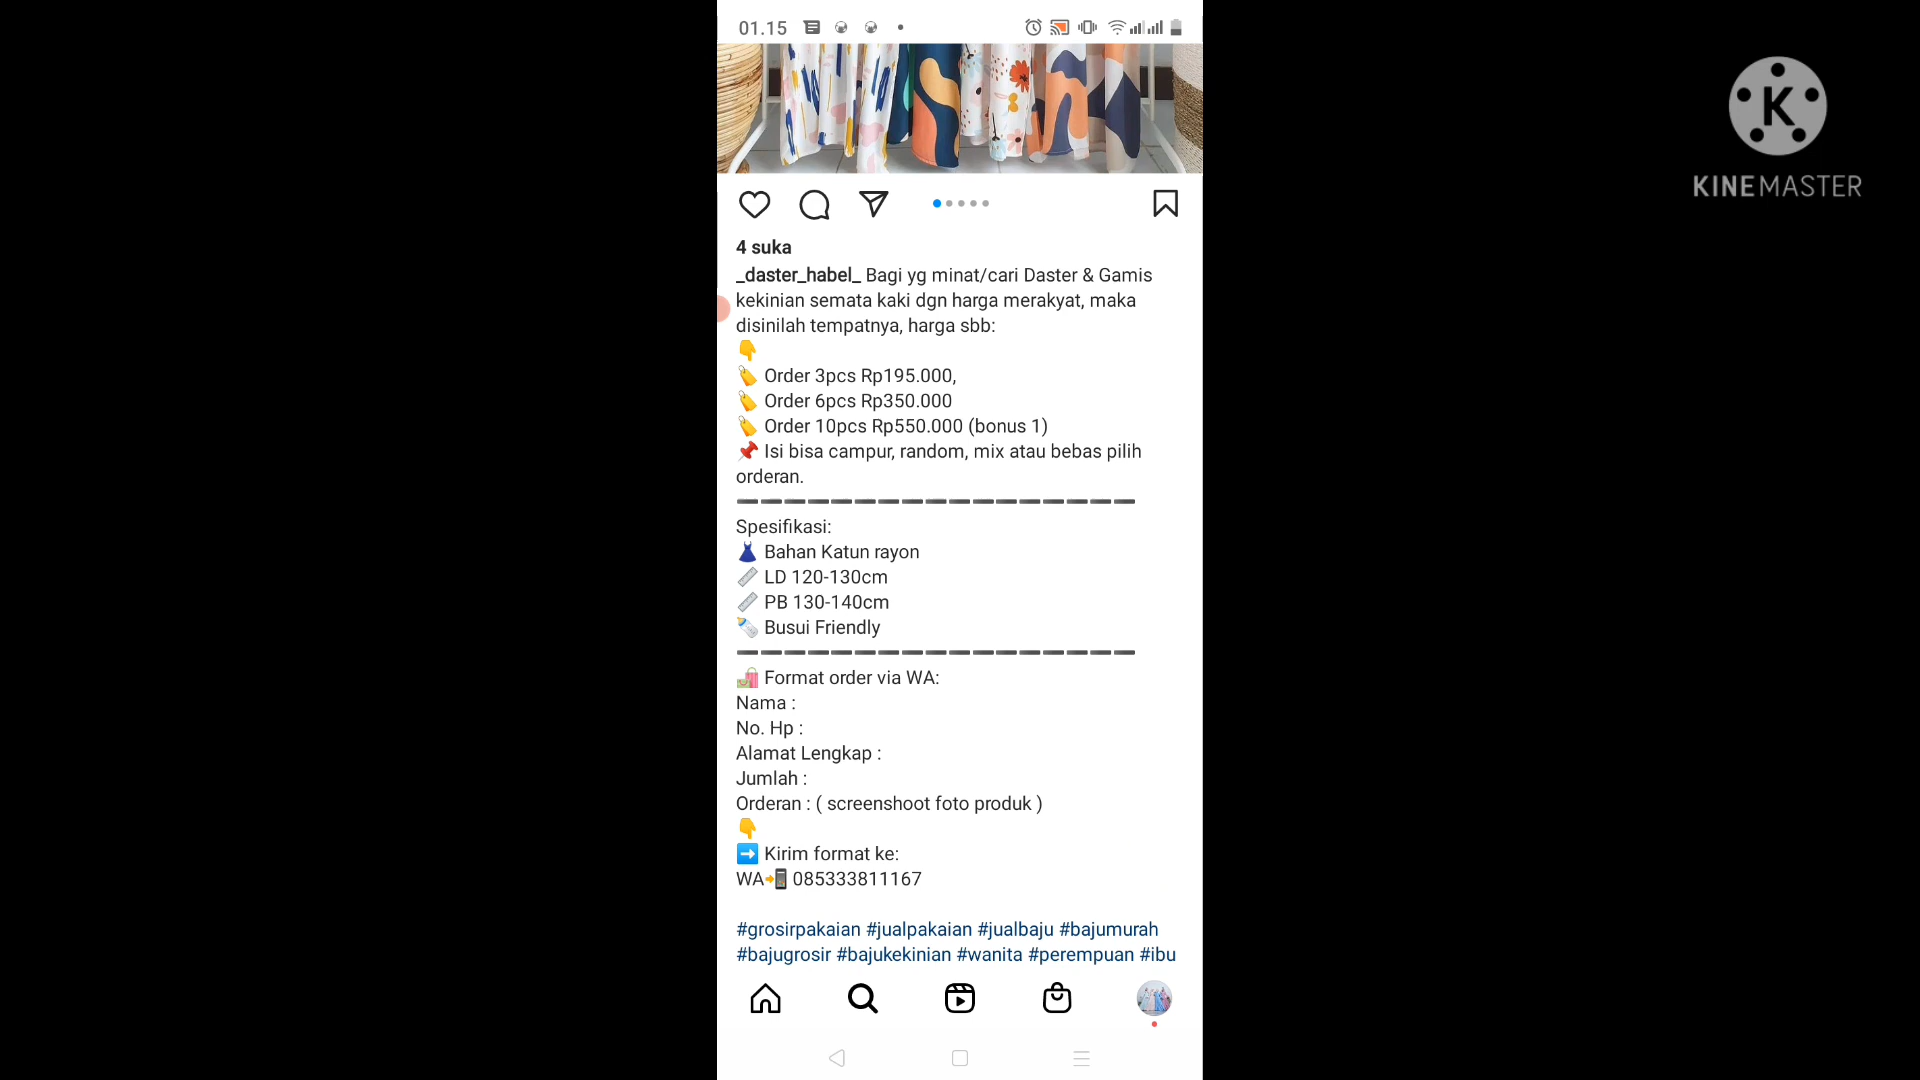 01.15
KINEMASTER
4 suka
_daster_habel_ Bagi yg minat/cari Daster & Gamis
kekinian semata kaki dgn harga merakyat, maka
disinilah tempatnya, harga sbb:
👇
🏷️ Order 3pcs Rp195.000,
🏷️ Order 6pcs Rp350.000
🏷️ Order 10pcs Rp550.000 (bonus 1)
📌 Isi bisa campur, random, mix atau bebas pilih
orderan.
➖➖➖➖➖➖➖➖➖➖➖➖➖➖➖➖➖
Spesifikasi:
👗 Bahan Katun rayon
📏 LD 120-130cm
📏 PB 130-140cm
🍼 Busui Friendly
➖➖➖➖➖➖➖➖➖➖➖➖➖➖➖➖➖
🛍️ Format order via WA:
Nama :
No. Hp :
Alamat Lengkap :
Jumlah :
Orderan : ( screenshoot foto produk )
👇
➡️ Kirim format ke:
WA📲 085333811167
#grosirpakaian #jualpakaian #jualbaju #bajumurah
#bajugrosir #bajukekinian #wanita #perempuan #ibu